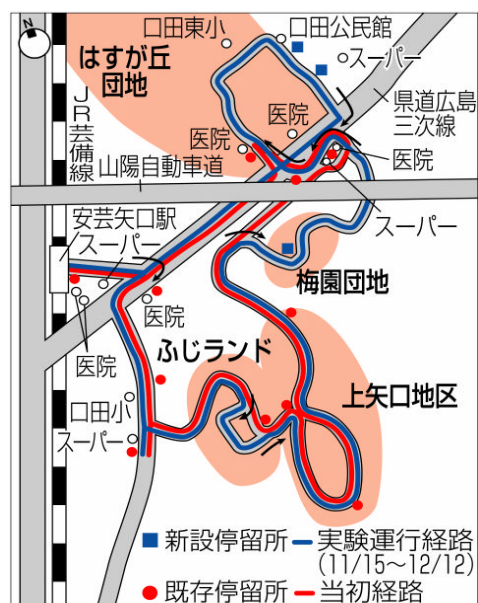 口田東小
口田公民館
スーパー
はすが丘
団地
医院
医院
県道広島
三次線
JR芸備線
山陽自動車道
医院
スーパー
安芸矢口駅
スーパー
梅園団地
医院
医院
ふじランド
口田小
スーパー
上矢口地区
新設停留所
実験運行経路
(11/15〜12/12)
既存停留所
当初経路